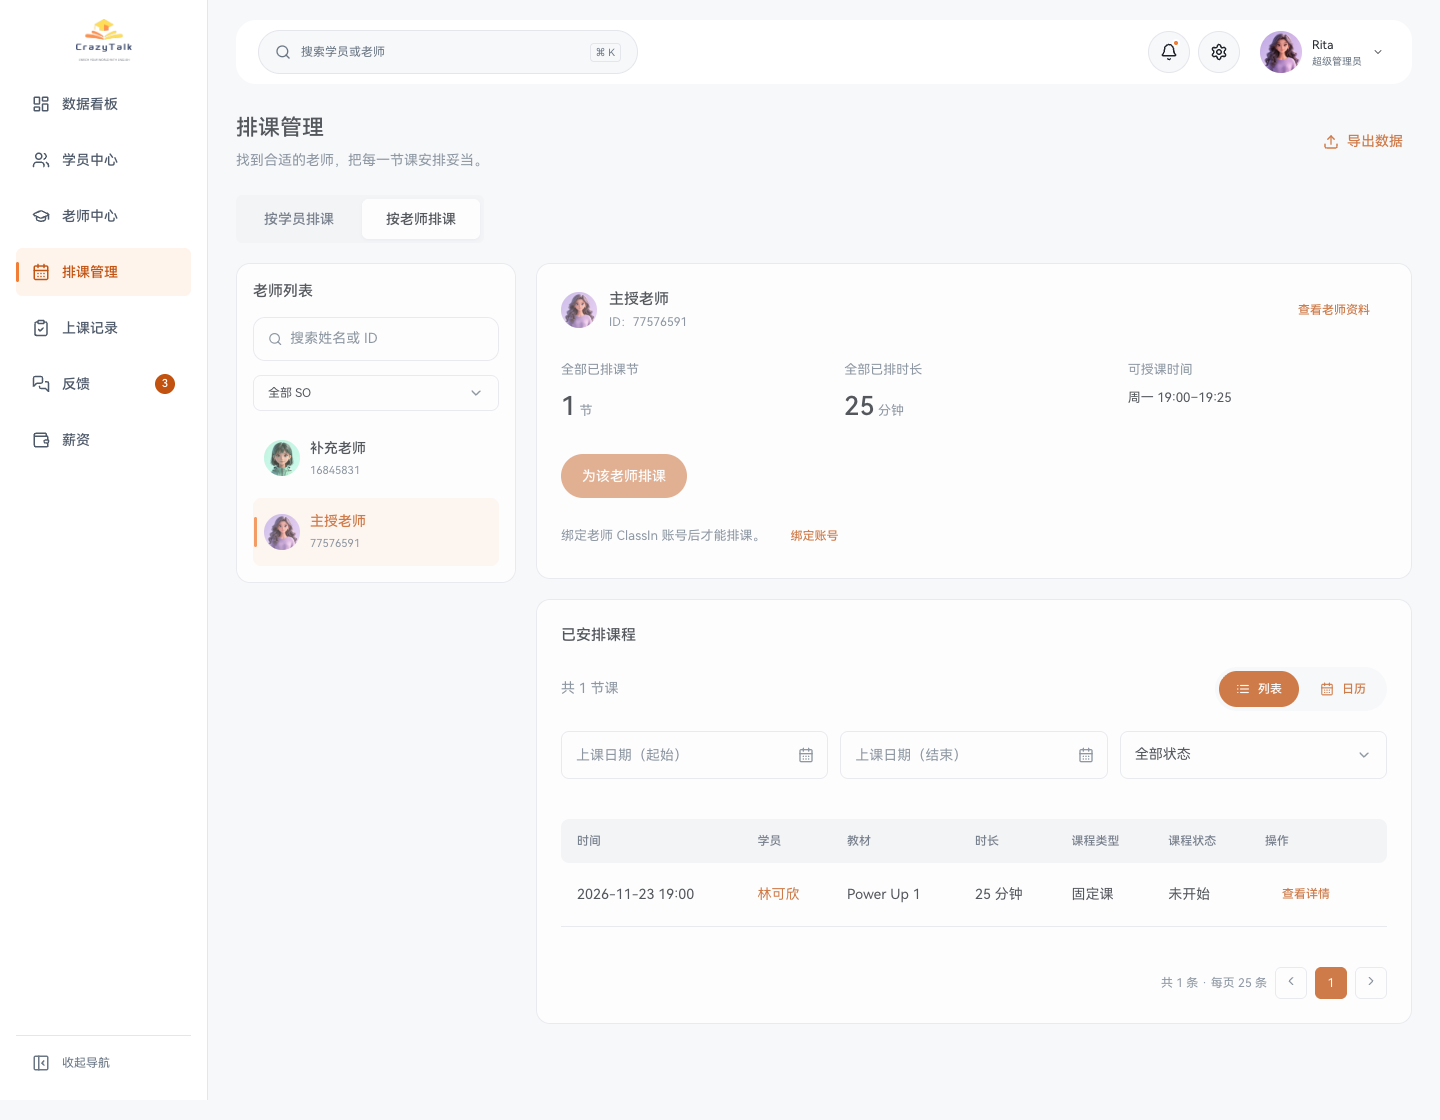 CrazyTalk
搜索学员或老师
⌘ K
Rita
超级管理员
数据看板
学员中心
老师中心
排课管理
上课记录
反馈
3
薪资
收起导航
排课管理
找到合适的老师，把每一节课安排妥当。
导出数据
按学员排课
按老师排课
老师列表
搜索姓名或 ID
全部 SO
补充老师
16845831
主授老师
77576591
主授老师
ID：77576591
查看老师资料
全部已排课节
1 节
全部已排时长
25 分钟
可授课时间
周一 19:00–19:25
为该老师排课
绑定老师 ClassIn 账号后才能排课。
绑定账号
已安排课程
共 1 节课
列表
日历
上课日期（起始）
上课日期（结束）
全部状态
时间 学员 教材 时长 课程类型 课程状态 操作
2026-11-23 19:00 林可欣 Power Up 1 25 分钟 固定课 未开始 查看详情
共 1 条 · 每页 25 条
1